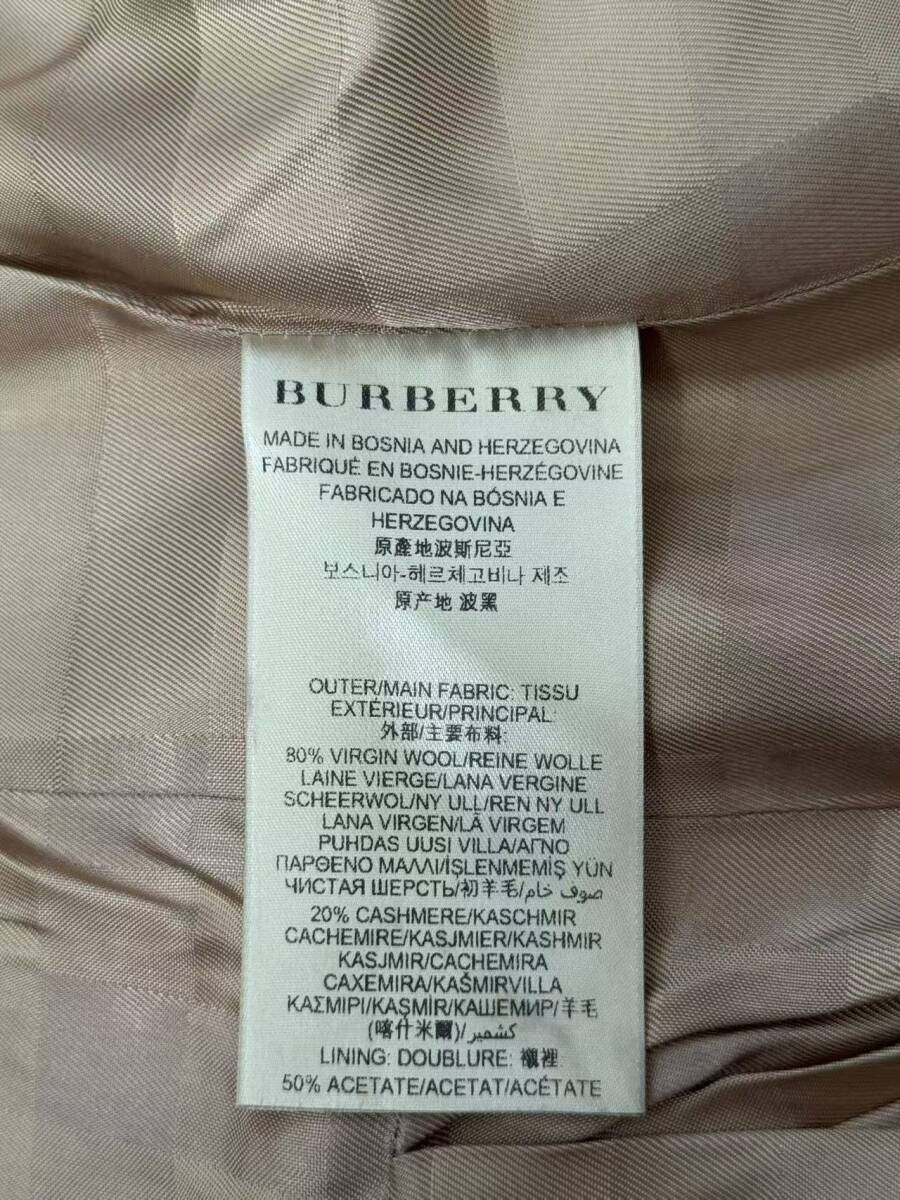 BURBERRY
MADE IN BOSNIA AND HERZEGOVINA
FABRIQUÉ EN BOSNIE-HERZÉGOVINE
FABRICADO NA BÓSNIA E
HERZEGOVINA
原產地波斯尼亞
보스니아-헤르체고비나 제조
原产地 波黑
OUTER/MAIN FABRIC: TISSU
EXTÉRIEUR/PRINCIPAL:
外部/主要布料:
80% VIRGIN WOOL/REINE WOLLE
LAINE VIERGE/LANA VERGINE
SCHEERWOL/NY ULL/REN NY ULL
LANA VIRGEN/LÃ VIRGEM
PUHDAS UUSI VILLA/ΑΓΝΟ
ΠΑΡΘΕΝΟ ΜΑΛΛΙ/İŞLENMEMİŞ YÜN
ЧИСТАЯ ШЕРСТЬ/初羊毛/صوف خام
20% CASHMERE/KASCHMIR
CACHEMIRE/KASJMIER/KASHMIR
KASJMIR/CACHEMIRA
CAXEMIRA/KAŠMIRVILLA
ΚΑΣΜΙΡΙ/KAŞMİR/КАШЕМИР/羊毛
(喀什米爾)/كشمير
LINING: DOUBLURE: 襯裡:
50% ACETATE/ACETAT/ACÉTATE